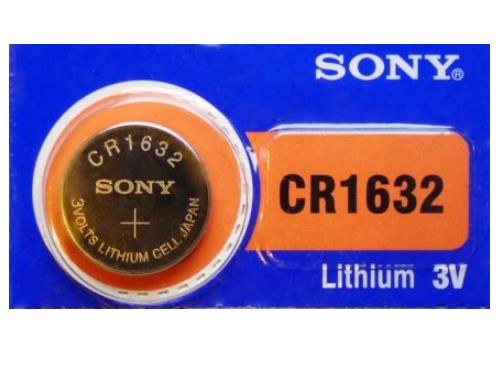 SONY®
CR1632
SONY
+
3VOLTS LITHIUM CELL JAPAN
CR1632
Lithium 3V